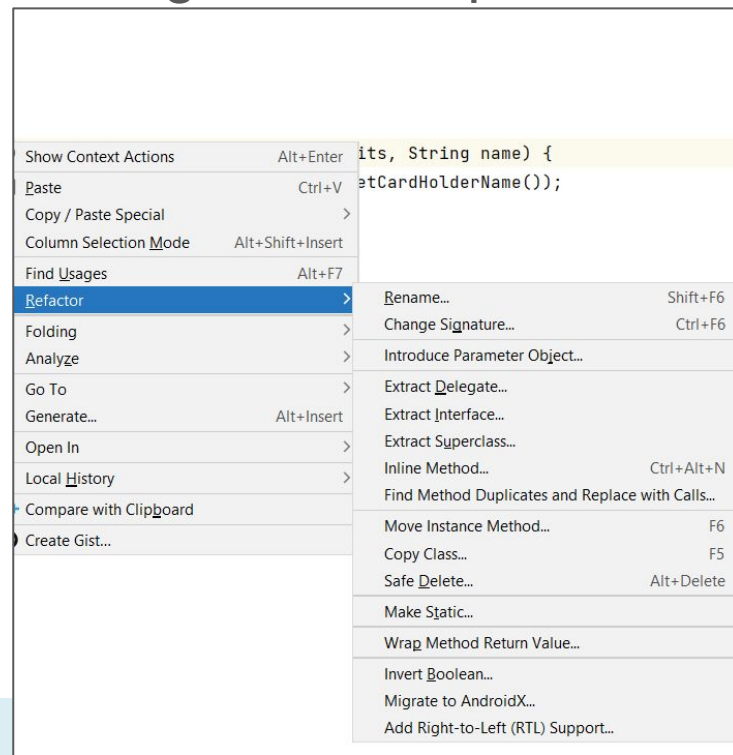 its, String name) {
etCardHolderName());
Show Context Actions Alt+Enter
Paste Ctrl+V
Copy / Paste Special
Column Selection Mode Alt+Shift+Insert
Find Usages Alt+F7
Refactor
Folding
Analyze
Go To
Generate... Alt+Insert
Open In
Local History
Compare with Clipboard
Create Gist...
Rename... Shift+F6
Change Signature... Ctrl+F6
Introduce Parameter Object...
Extract Delegate...
Extract Interface...
Extract Superclass...
Inline Method... Ctrl+Alt+N
Find Method Duplicates and Replace with Calls...
Move Instance Method... F6
Copy Class... F5
Safe Delete... Alt+Delete
Make Static...
Wrap Method Return Value...
Invert Boolean...
Migrate to AndroidX...
Add Right-to-Left (RTL) Support...